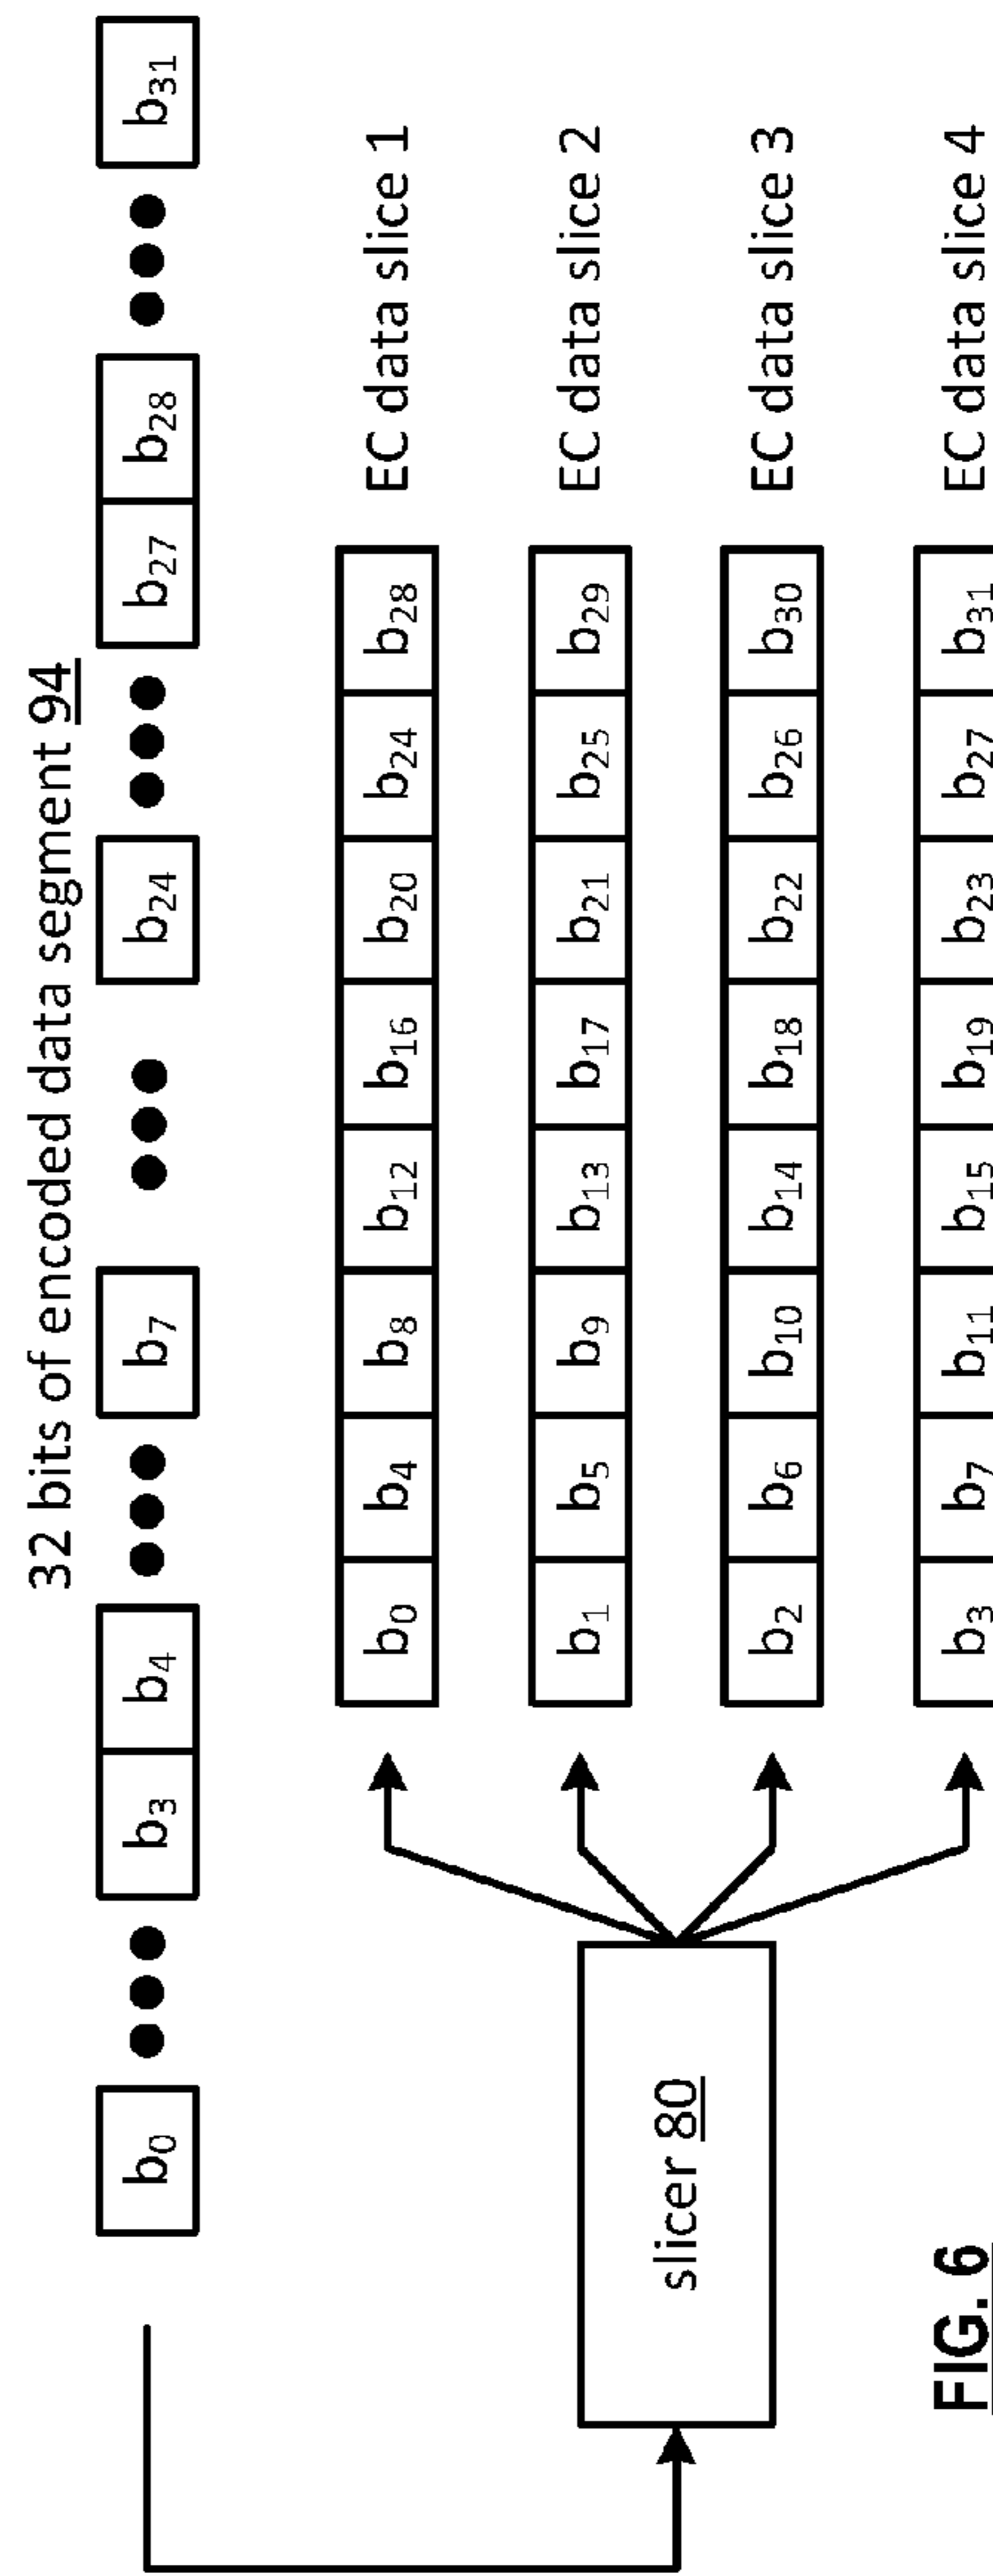 32 bits of encoded data segment 94
b0 b3 b4 b7 b24 b27 b28 b31
b0 b4 b8 b12 b16 b20 b24 b28 EC data slice 1
b1 b5 b9 b13 b17 b21 b25 b29 EC data slice 2
slicer 80
b2 b6 b10 b14 b18 b22 b26 b30 EC data slice 3
b3 b7 b11 b15 b19 b23 b27 b31 EC data slice 4
FIG. 6